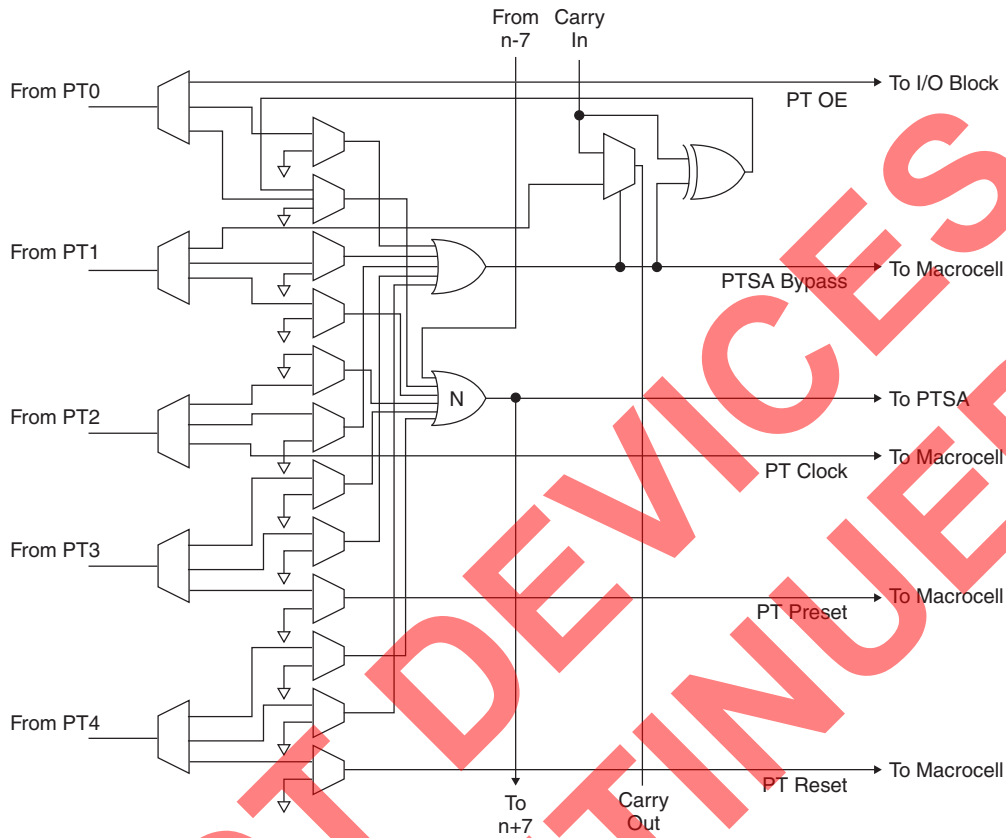 From
n-7
Carry
In
From PT0
To I/O Block
PT OE
From PT1
To Macrocell
PTSA Bypass
N
To PTSA
From PT2
To Macrocell
PT Clock
From PT3
To Macrocell
PT Preset
From PT4
To Macrocell
PT Reset
To
n+7
Carry
Out
DEVICES